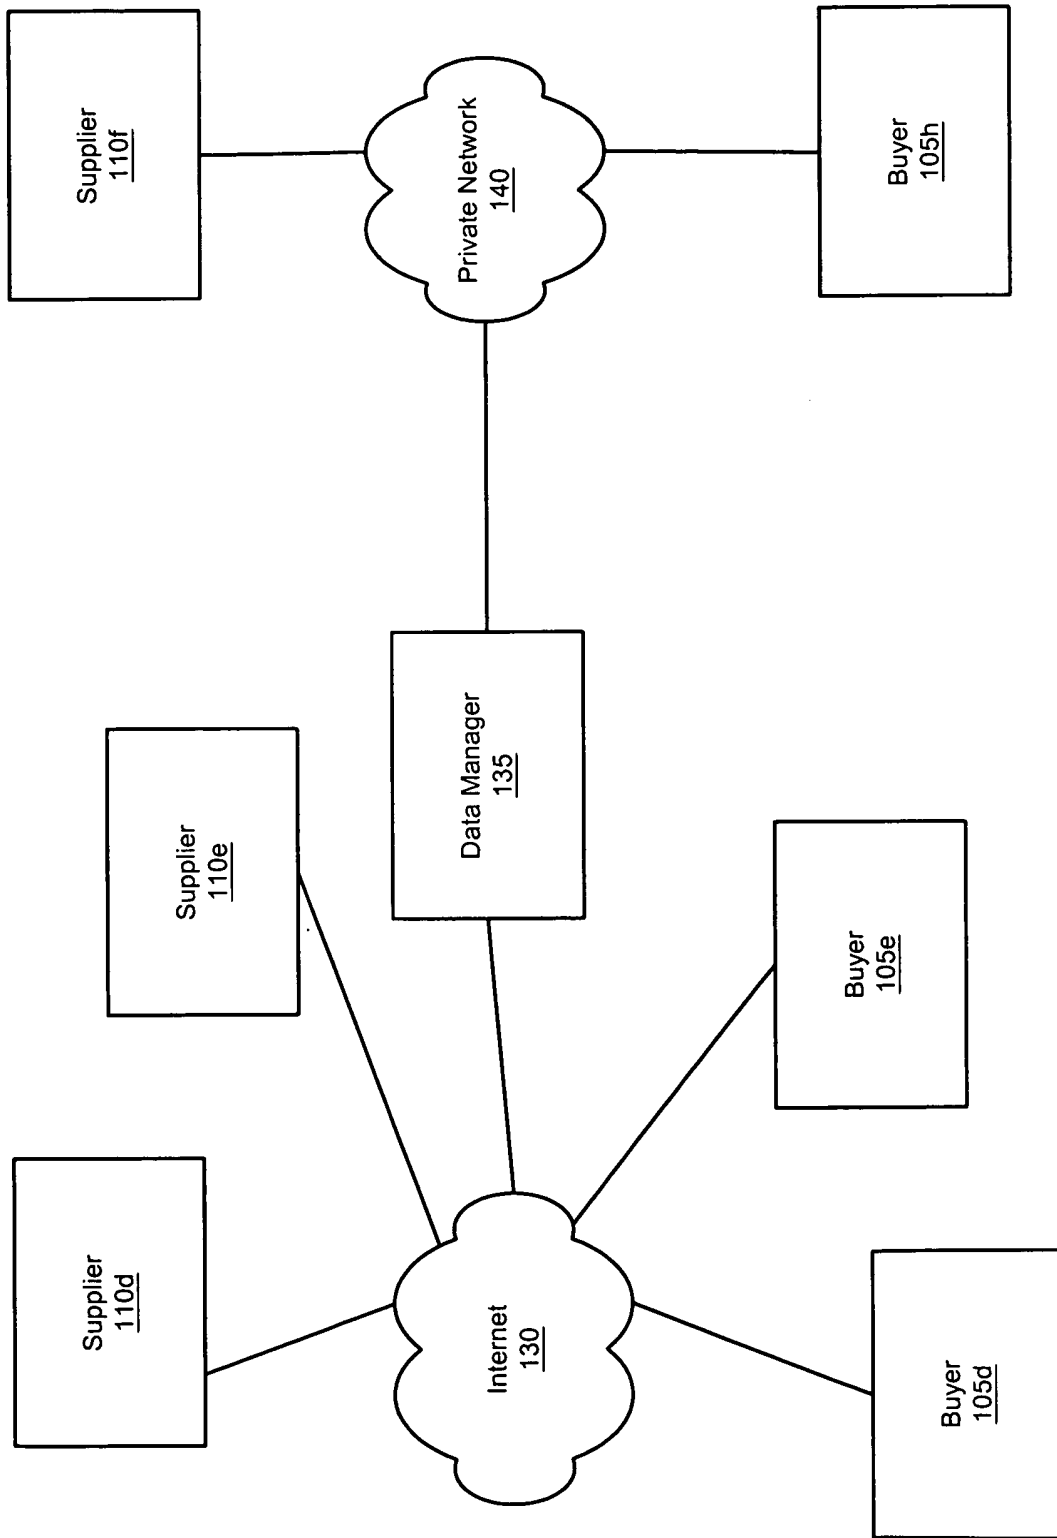 Supplier
110d
Supplier
110e
Supplier
110f
Internet
130
Data Manager
135
Private Network
140
Buyer
105d
Buyer
105e
Buyer
105h